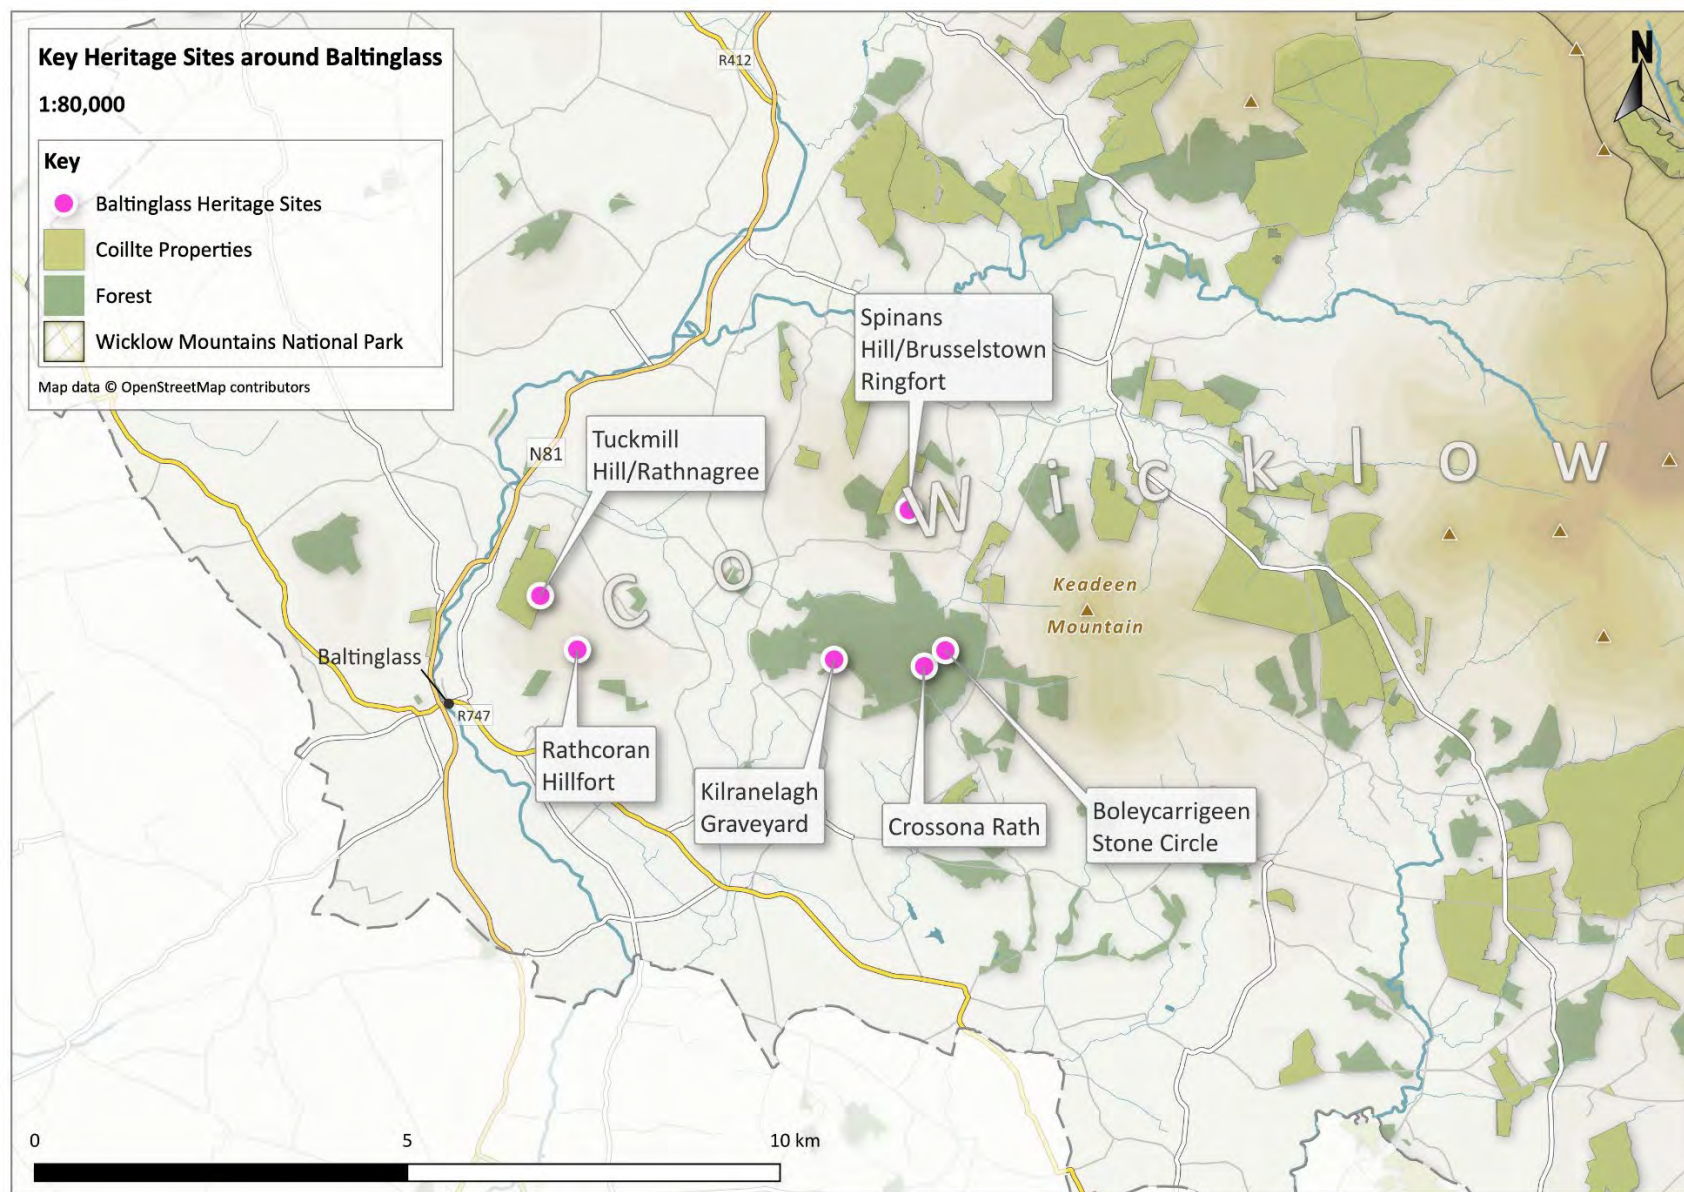 Key Heritage Sites around Baltinglass
1:80,000
Key
Baltinglass Heritage Sites
Coillte Properties
Forest
Wicklow Mountains National Park
Map data © OpenStreetMap contributors
R412
N
Spinans
Hill/Brusselstown
Ringfort
Tuckmill
Hill/Rathnagree
N81
Co Wicklow
Keadeen
Mountain
Baltinglass
R747
Rathcoran
Hillfort
Kilranelagh
Graveyard
Crossona Rath
Boleycarrigeen
Stone Circle
0 5 10 km